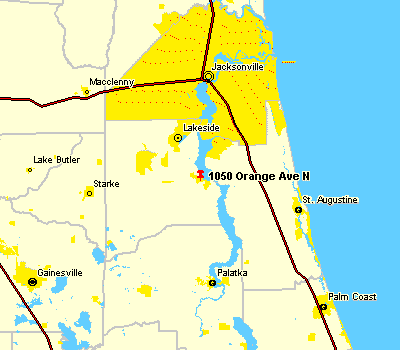 Jacksonville
Macclenny
Lakeside
Lake Butler
1050 Orange Ave N
Starke
St. Augustine
Gainesville
Palatka
Palm Coast